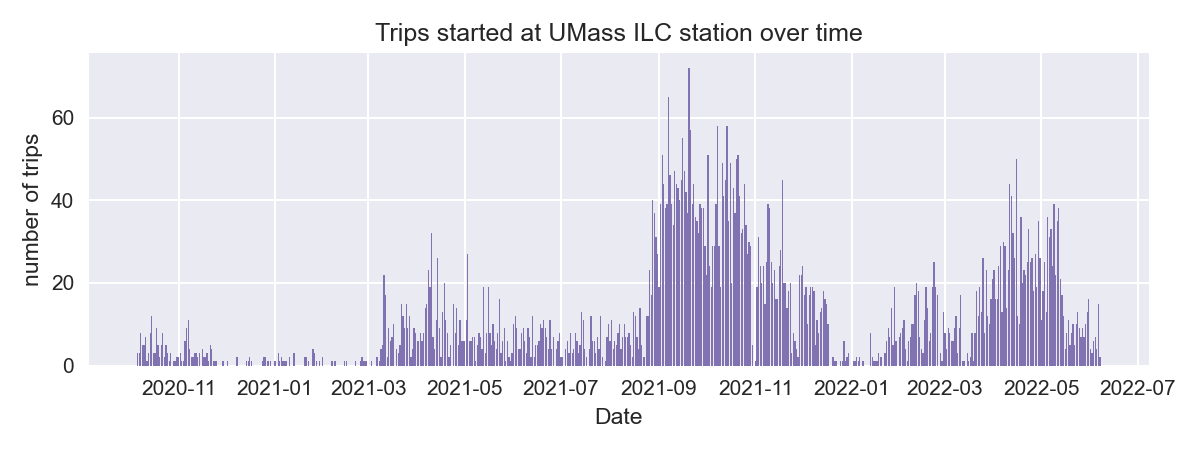 Trips started at UMass ILC station over time
number of trips
60
40
20
0
2020-11 2021-01 2021-03 2021-05 2021-07 2021-09 2021-11 2022-01 2022-03 2022-05 2022-07
Date